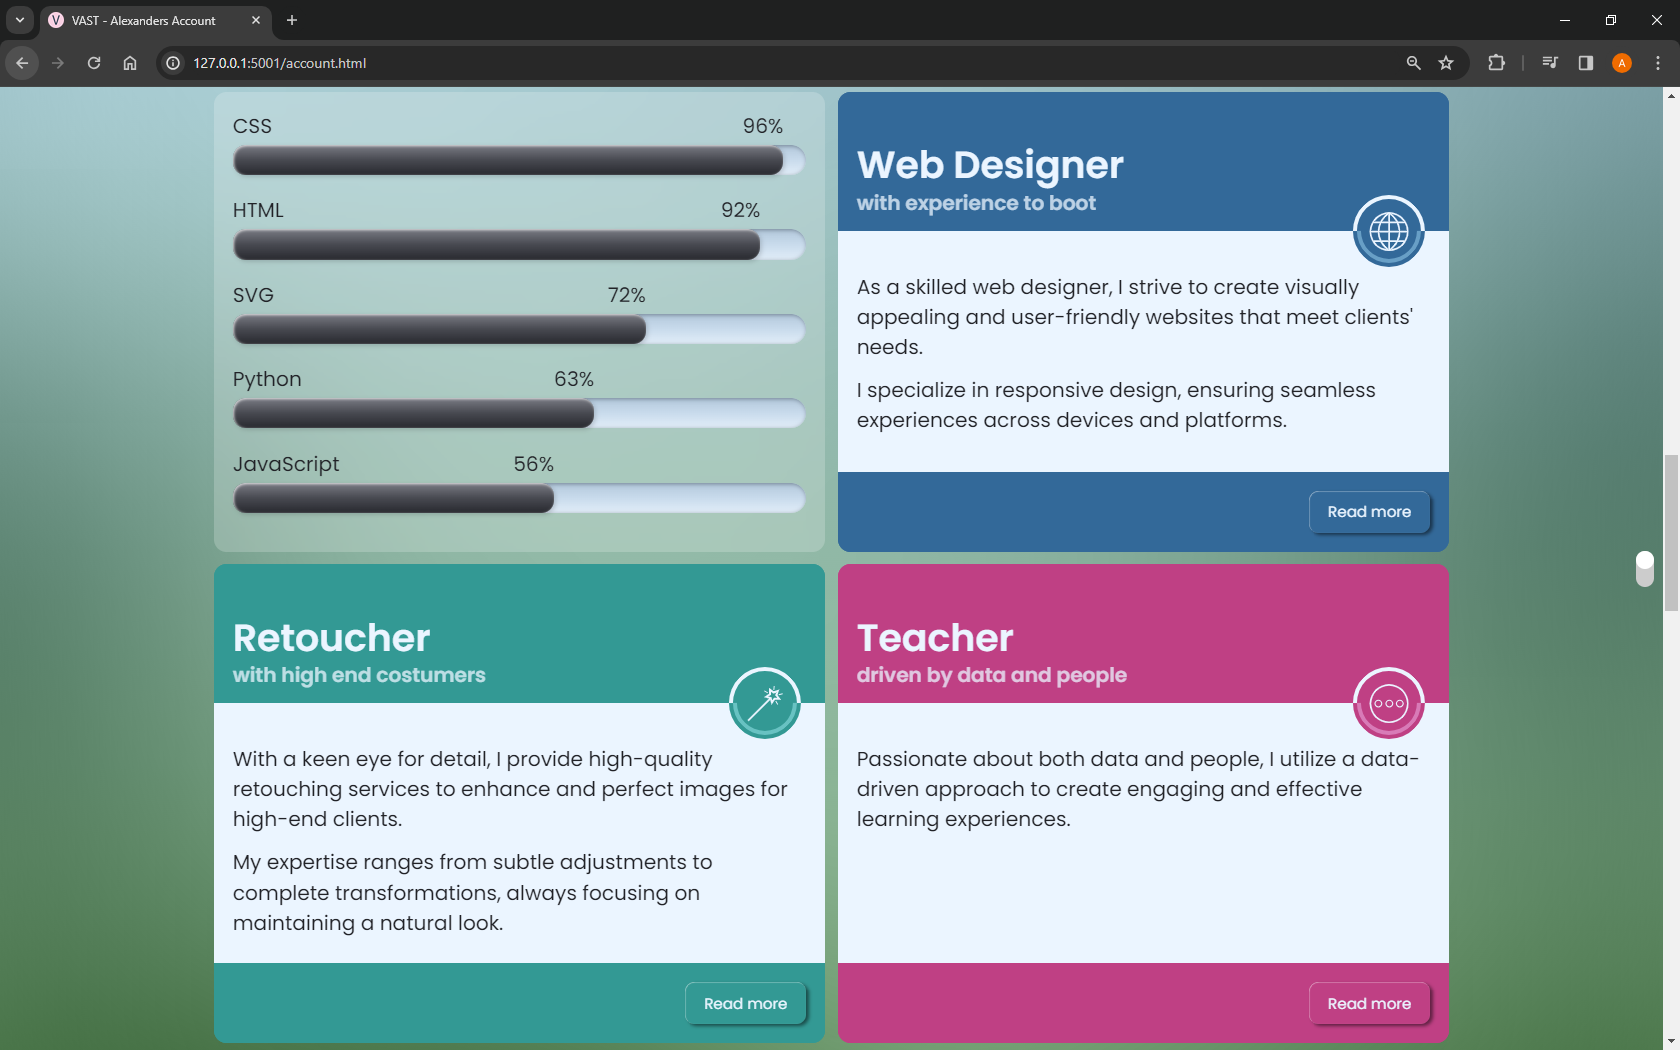 VAST - Alexanders Account
127.0.0.1:5001/account.html
A
CSS 96%
HTML 92%
SVG 72%
Python 63%
JavaScript 56%
Web Designer
with experience to boot
As a skilled web designer, I strive to create visually
appealing and user-friendly websites that meet clients'
needs.
I specialize in responsive design, ensuring seamless
experiences across devices and platforms.
Read more
Retoucher
with high end costumers
With a keen eye for detail, I provide high-quality
retouching services to enhance and perfect images for
high-end clients.
My expertise ranges from subtle adjustments to
complete transformations, always focusing on
maintaining a natural look.
Read more
Teacher
driven by data and people
Passionate about both data and people, I utilize a data-
driven approach to create engaging and effective
learning experiences.
Read more